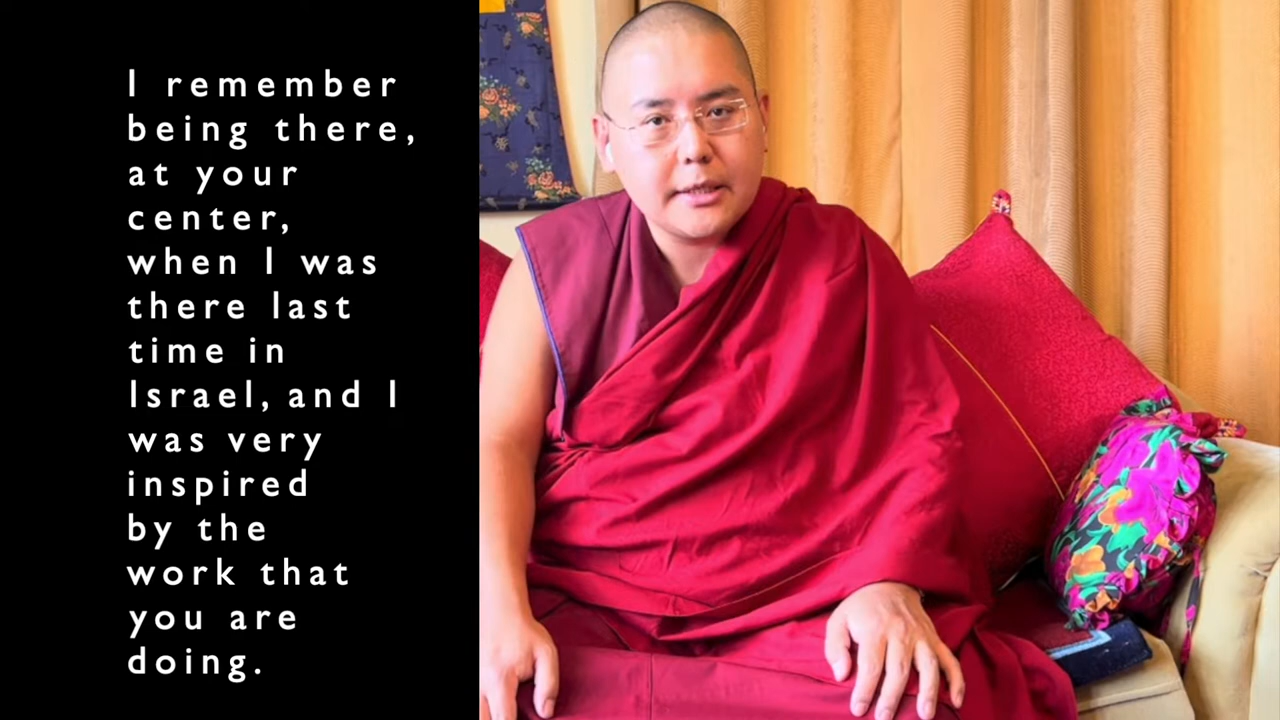 I remember
being there,
at your
center,
when I was
there last
time in
Israel, and I
was very
inspired
by the
work that
you are
doing.